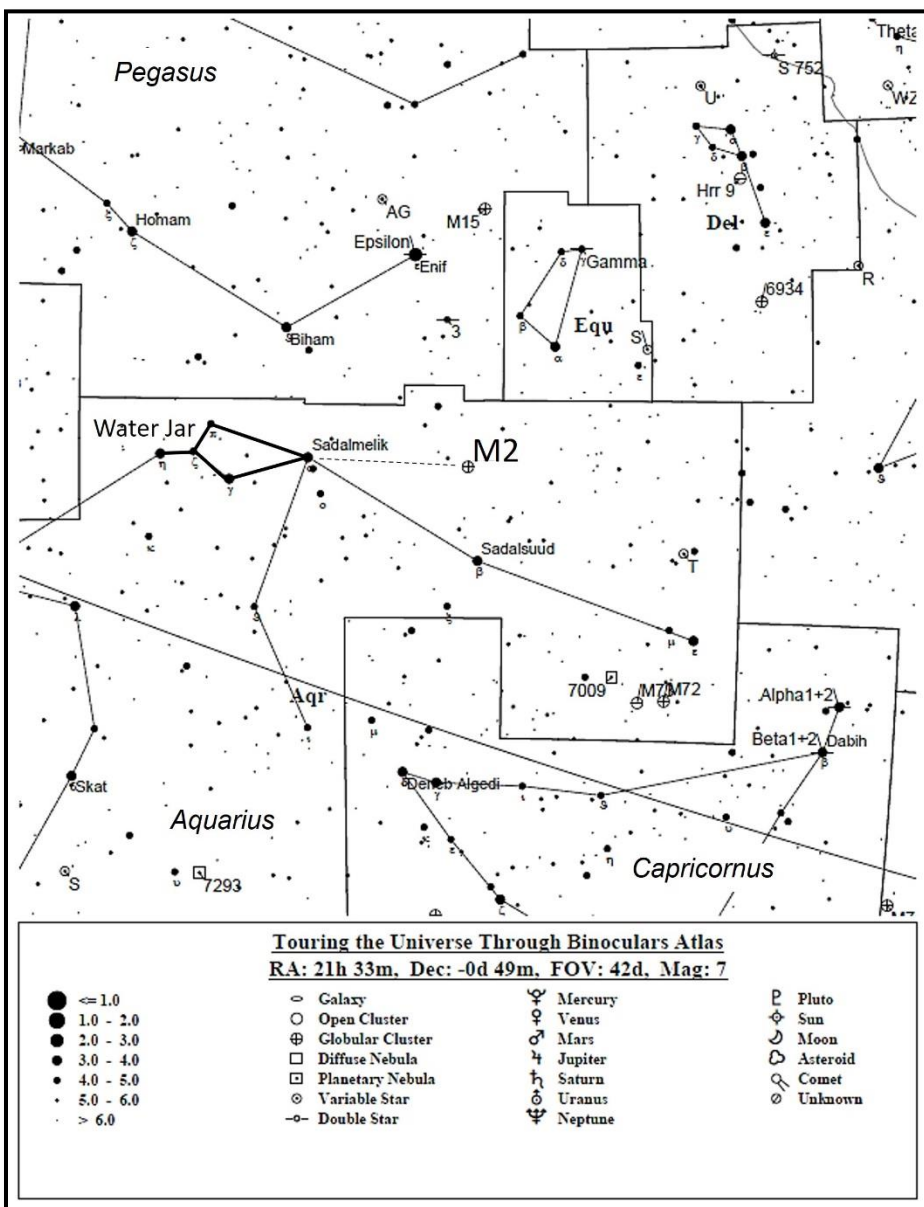 Pegasus
Theta
η
S 752
U
WZ
Markab
γ
α
δ
β
Hrr 9
ξ
Homam
ζ
AG
M15
Del
ε
Epsilon
ε
Enif
δ
γ
Gamma
R
6934
Biham
3
β
Equ
S
α
ε
Water Jar
π
Sadalmelik
M2
η
ζ
α
γ
ο
θ
κ
Sadalsuud
β
T
λ
θ
ξ
μ
ε
Aqr
7009
M73
M72
Alpha1+2
μ
ι
Beta1+2
Dabih
β
δ
Skat
δ
Deneb Algedi
γ
ι
θ
υ
Aquarius
κ
ε
η
Capricornus
S
υ
7293
ζ
Touring the Universe Through Binoculars Atlas
RA: 21h 33m, Dec: -0d 49m, FOV: 42d, Mag: 7
<= 1.0
Galaxy
Mercury
Pluto
1.0 - 2.0
Open Cluster
Venus
Sun
2.0 - 3.0
Globular Cluster
Mars
Moon
3.0 - 4.0
Diffuse Nebula
Jupiter
Asteroid
4.0 - 5.0
Planetary Nebula
Saturn
Comet
5.0 - 6.0
Variable Star
Uranus
Unknown
> 6.0
Double Star
Neptune